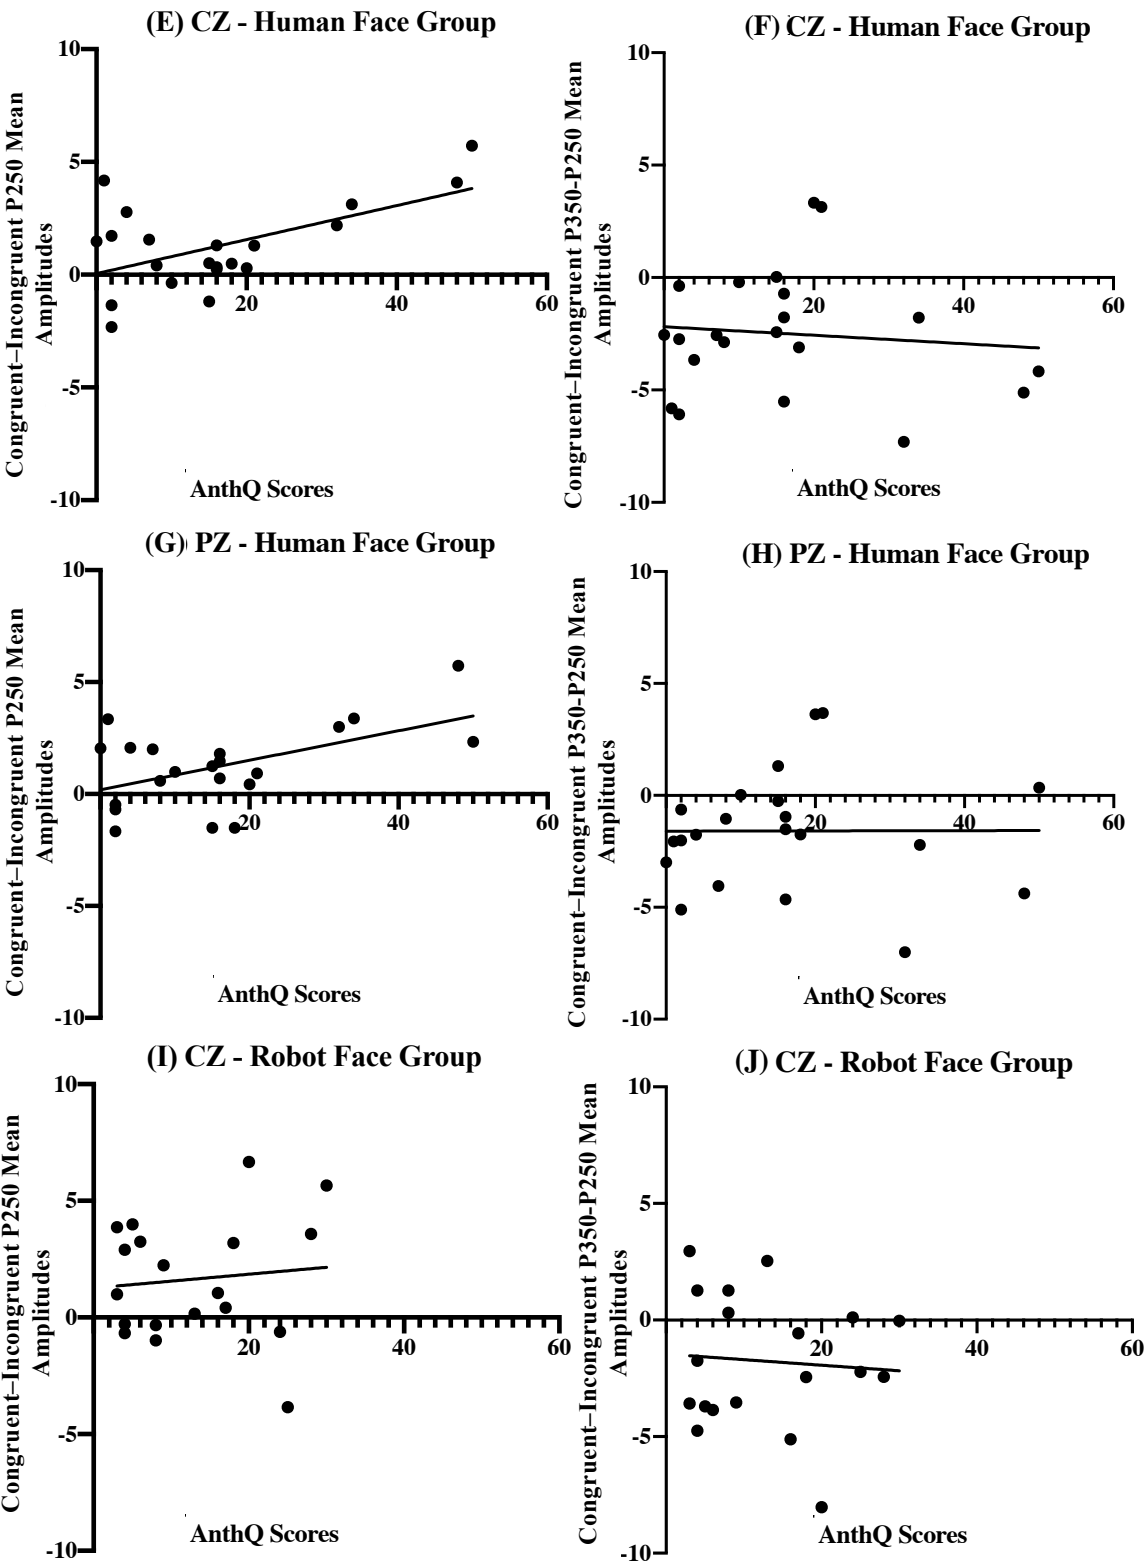 (E) CZ - Human Face Group
Congruent–Incongruent P250 Mean
Amplitudes
10
5
0
-5
-10
20
40
60
AnthQ Scores
(F) CZ - Human Face Group
Congruent–Incongruent P350-P250 Mean
Amplitudes
10
5
0
-5
-10
20
40
60
AnthQ Scores
(G) PZ - Human Face Group
Congruent–Incongruent P250 Mean
Amplitudes
10
5
0
-5
-10
20
40
60
AnthQ Scores
(H) PZ - Human Face Group
Congruent–Incongruent P350-P250 Mean
Amplitudes
10
5
0
-5
-10
20
40
60
AnthQ Scores
(I) CZ - Robot Face Group
Congruent–Incongruent P250 Mean
Amplitudes
10
5
0
-5
-10
20
40
60
AnthQ Scores
(J) CZ - Robot Face Group
Congruent–Incongruent P350-P250 Mean
Amplitudes
10
5
0
-5
-10
20
40
60
AnthQ Scores